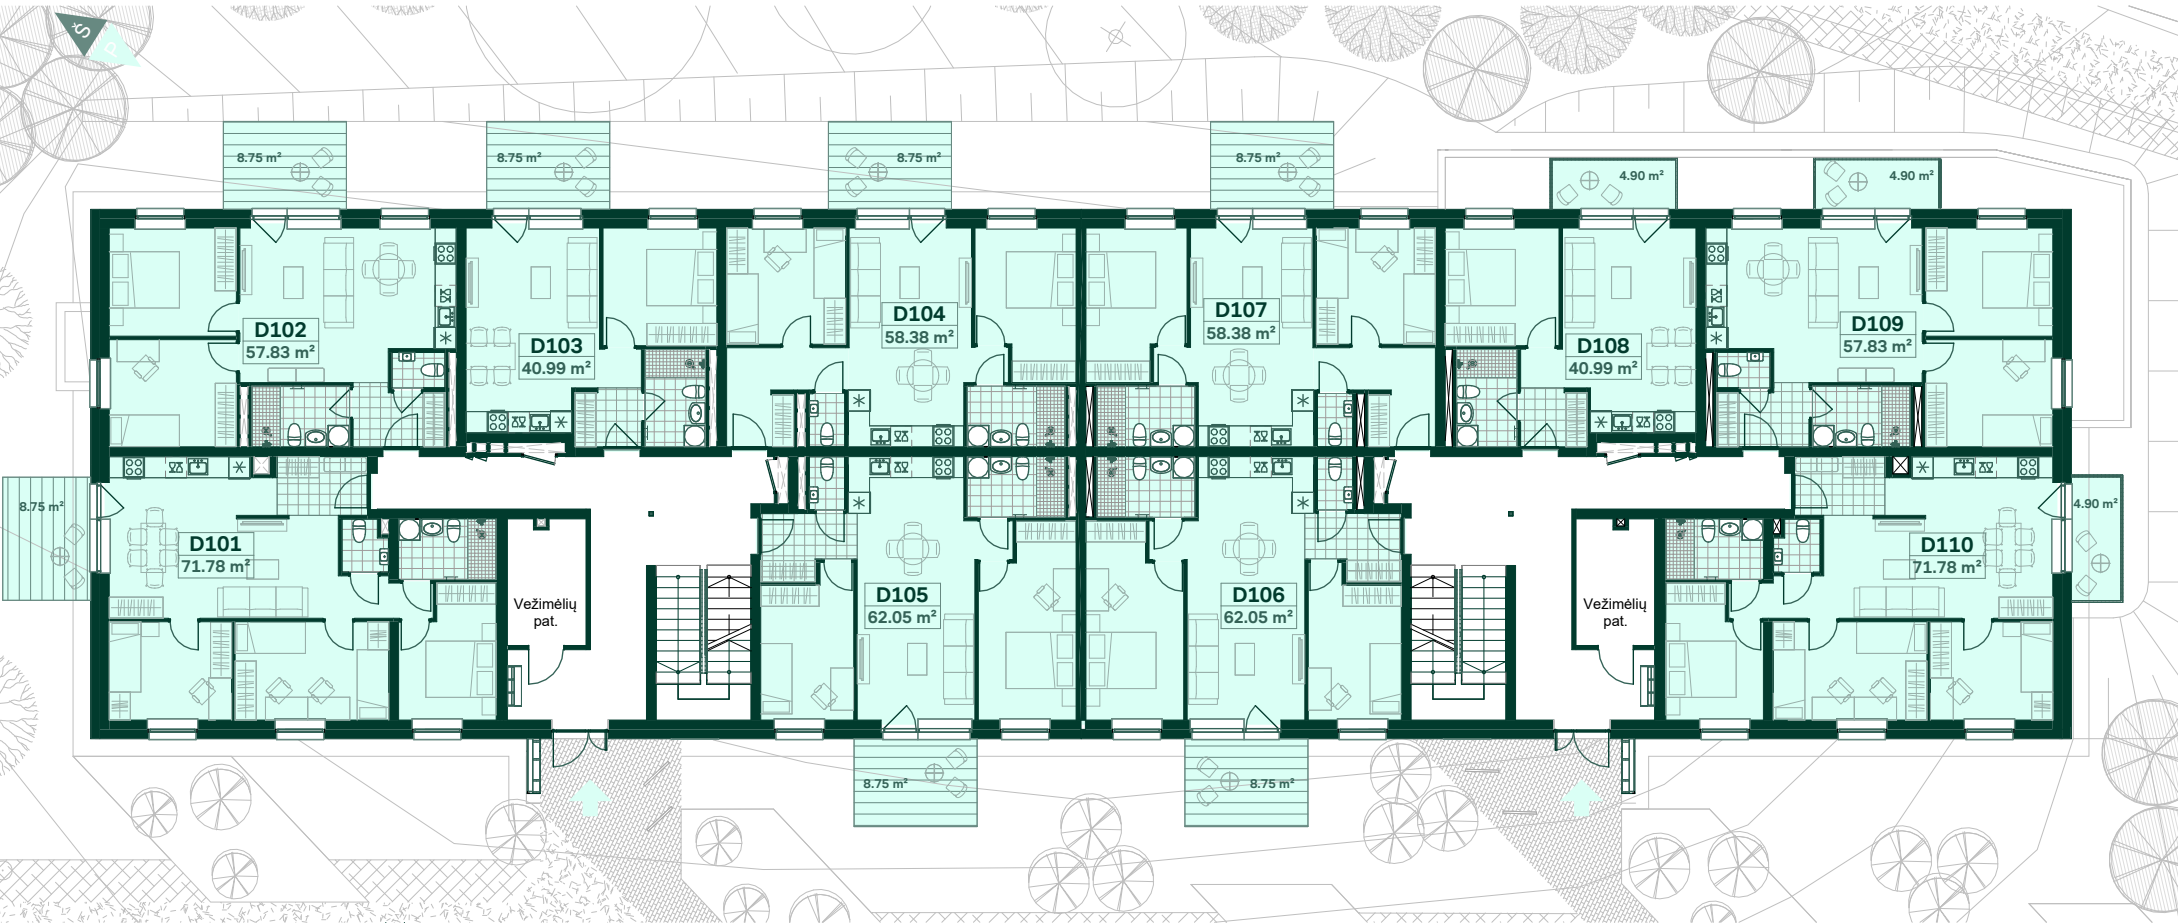 Š
P
8.75 m²
8.75 m²
8.75 m²
8.75 m²
4.90 m²
4.90 m²
D102
57.83 m²
D103
40.99 m²
D104
58.38 m²
D107
58.38 m²
D108
40.99 m²
D109
57.83 m²
8.75 m²
D101
71.78 m²
Vežimėlių
pat.
D105
62.05 m²
D106
62.05 m²
Vežimėlių
pat.
D110
71.78 m²
4.90 m²
8.75 m²
8.75 m²